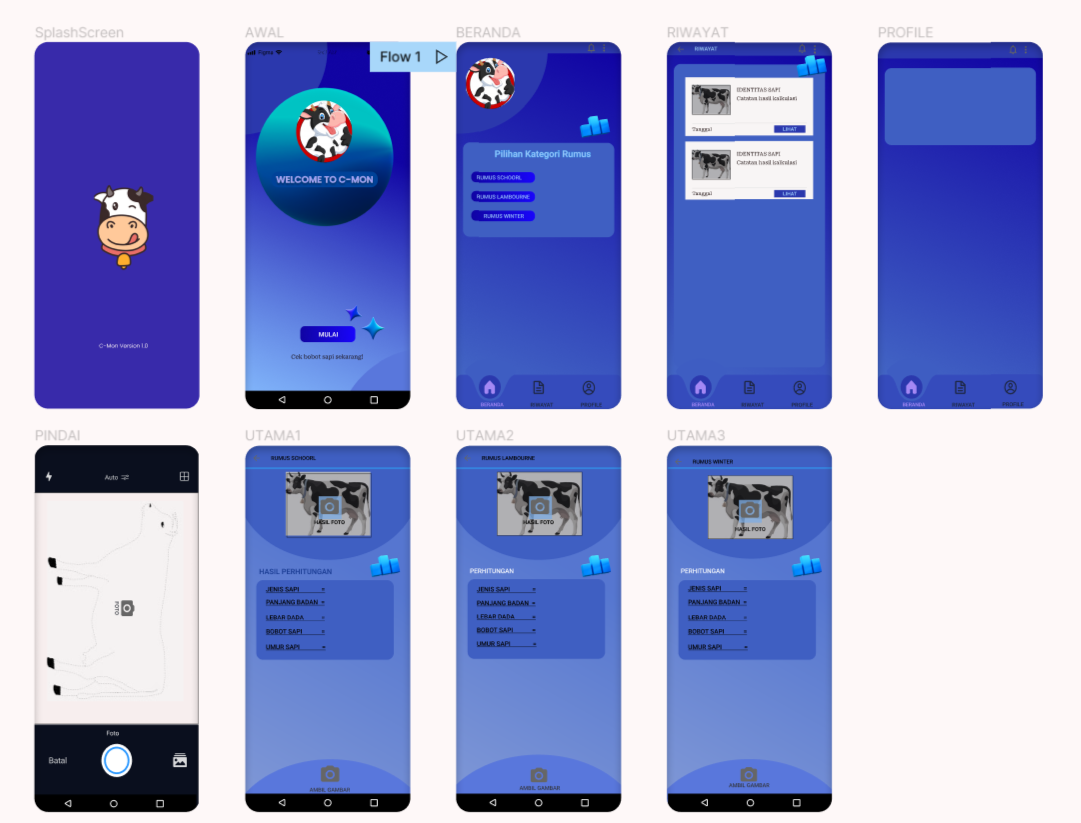 SplashScreen
AWAL
BERANDA
RIWAYAT
PROFILE
Flow 1
C-Mon Version 1.0
WELCOME TO C-MON
MULAI
Cek bobot sapi sekarang!
Pilihan Kategori Rumus
RUMUS SCHOORL
RUMUS LAMBOURNE
RUMUS WINTER
BERANDA
RIWAYAT
PROFILE
RIWAYAT
IDENTITAS SAPI
Catatan hasil kalkulasi
Tanggal
LIHAT
IDENTITAS SAPI
Catatan hasil kalkulasi
Tanggal
LIHAT
BERANDA
RIWAYAT
PROFILE
BERANDA
RIWAYAT
PROFILE
PINDAI
UTAMA1
UTAMA2
UTAMA3
Auto
FOTO
Foto
Batal
RUMUS SCHOORL
HASIL FOTO
HASIL PERHITUNGAN
JENIS SAPI =
PANJANG BADAN =
LEBAR DADA =
BOBOT SAPI =
UMUR SAPI =
AMBIL GAMBAR
RUMUS LAMBOURNE
HASIL FOTO
PERHITUNGAN
JENIS SAPI =
PANJANG BADAN =
LEBAR DADA =
BOBOT SAPI =
UMUR SAPI =
AMBIL GAMBAR
RUMUS WINTER
HASIL FOTO
PERHITUNGAN
JENIS SAPI =
PANJANG BADAN =
LEBAR DADA =
BOBOT SAPI =
UMUR SAPI =
AMBIL GAMBAR